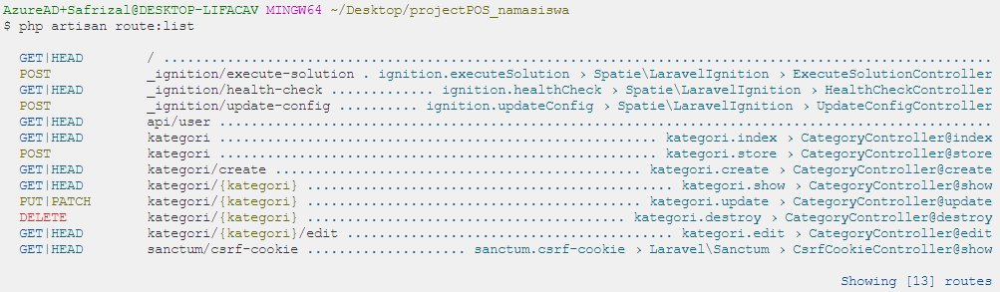 AzureAD+Safrizal@DESKTOP-LIFACAV MINGW64 ~/Desktop/projectPOS_namasiswa
$ php artisan route:list
GET|HEAD / ........................................................................................................
POST _ignition/execute-solution . ignition.executeSolution › Spatie\LaravelIgnition › ExecuteSolutionController
GET|HEAD _ignition/health-check ............. ignition.healthCheck › Spatie\LaravelIgnition › HealthCheckController
POST _ignition/update-config .......... ignition.updateConfig › Spatie\LaravelIgnition › UpdateConfigController
GET|HEAD api/user .................................................................................................
GET|HEAD kategori ....................................................... kategori.index › CategoryController@index
POST kategori ....................................................... kategori.store › CategoryController@store
GET|HEAD kategori/create .............................................. kategori.create › CategoryController@create
GET|HEAD kategori/{kategori} .............................................. kategori.show › CategoryController@show
PUT|PATCH kategori/{kategori} .......................................... kategori.update › CategoryController@update
DELETE kategori/{kategori} ........................................ kategori.destroy › CategoryController@destroy
GET|HEAD kategori/{kategori}/edit ......................................... kategori.edit › CategoryController@edit
GET|HEAD sanctum/csrf-cookie .................... sanctum.csrf-cookie › Laravel\Sanctum › CsrfCookieController@show
Showing [13] routes